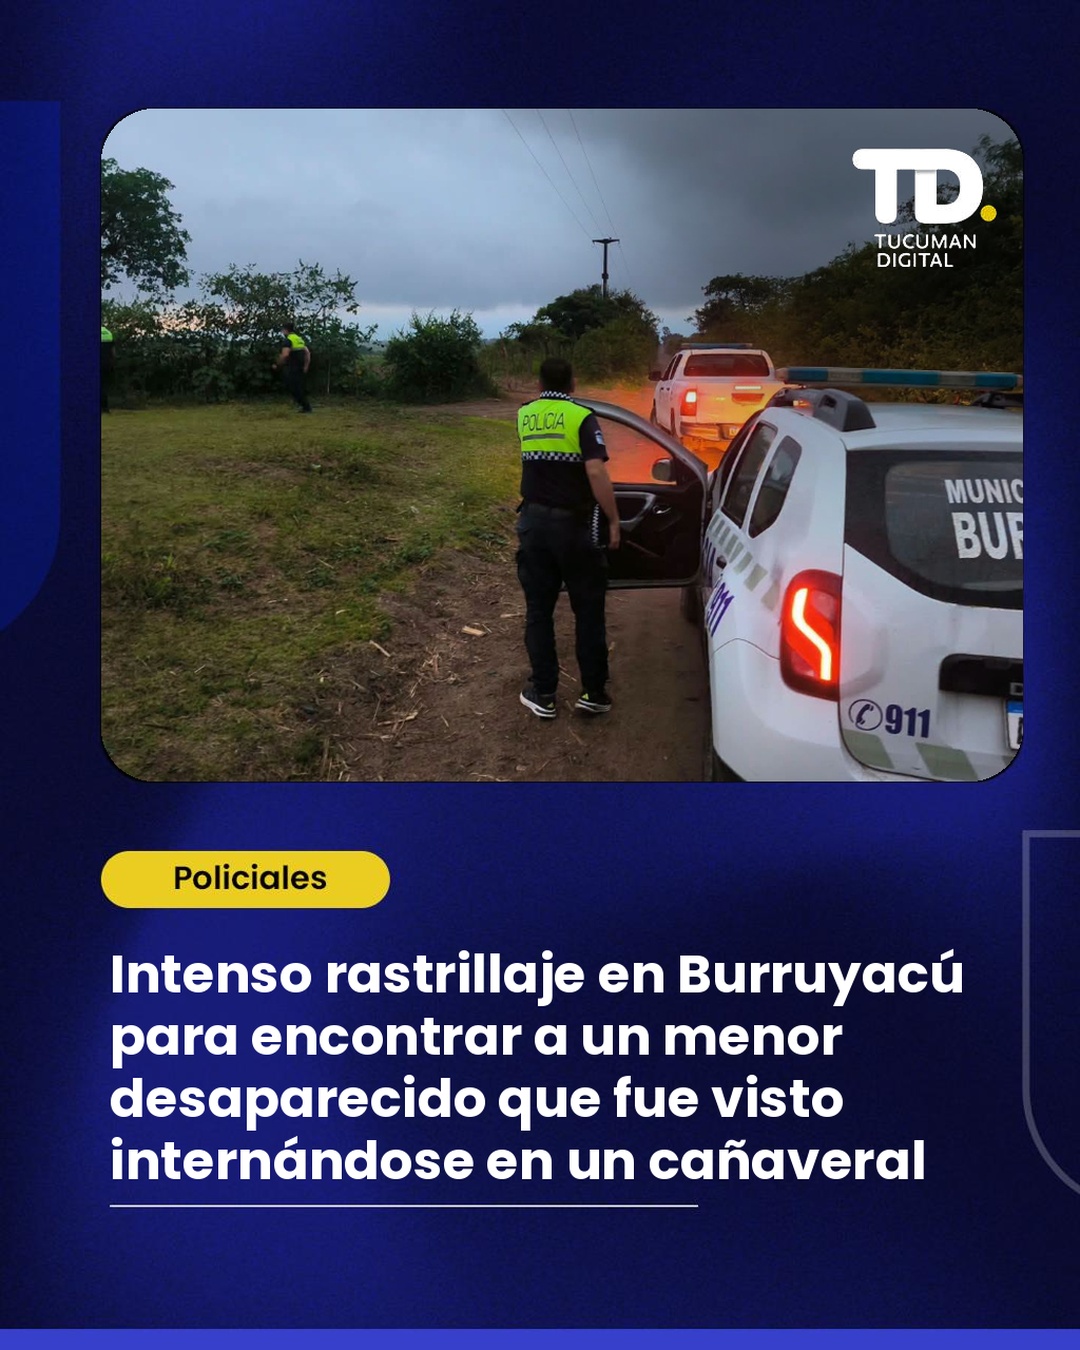 TD.
TUCUMAN
DIGITAL
POLICIA
MUNIC
BUR
911
911
Policiales
Intenso rastrillaje en Burruyacú
para encontrar a un menor
desaparecido que fue visto
internándose en un cañaveral